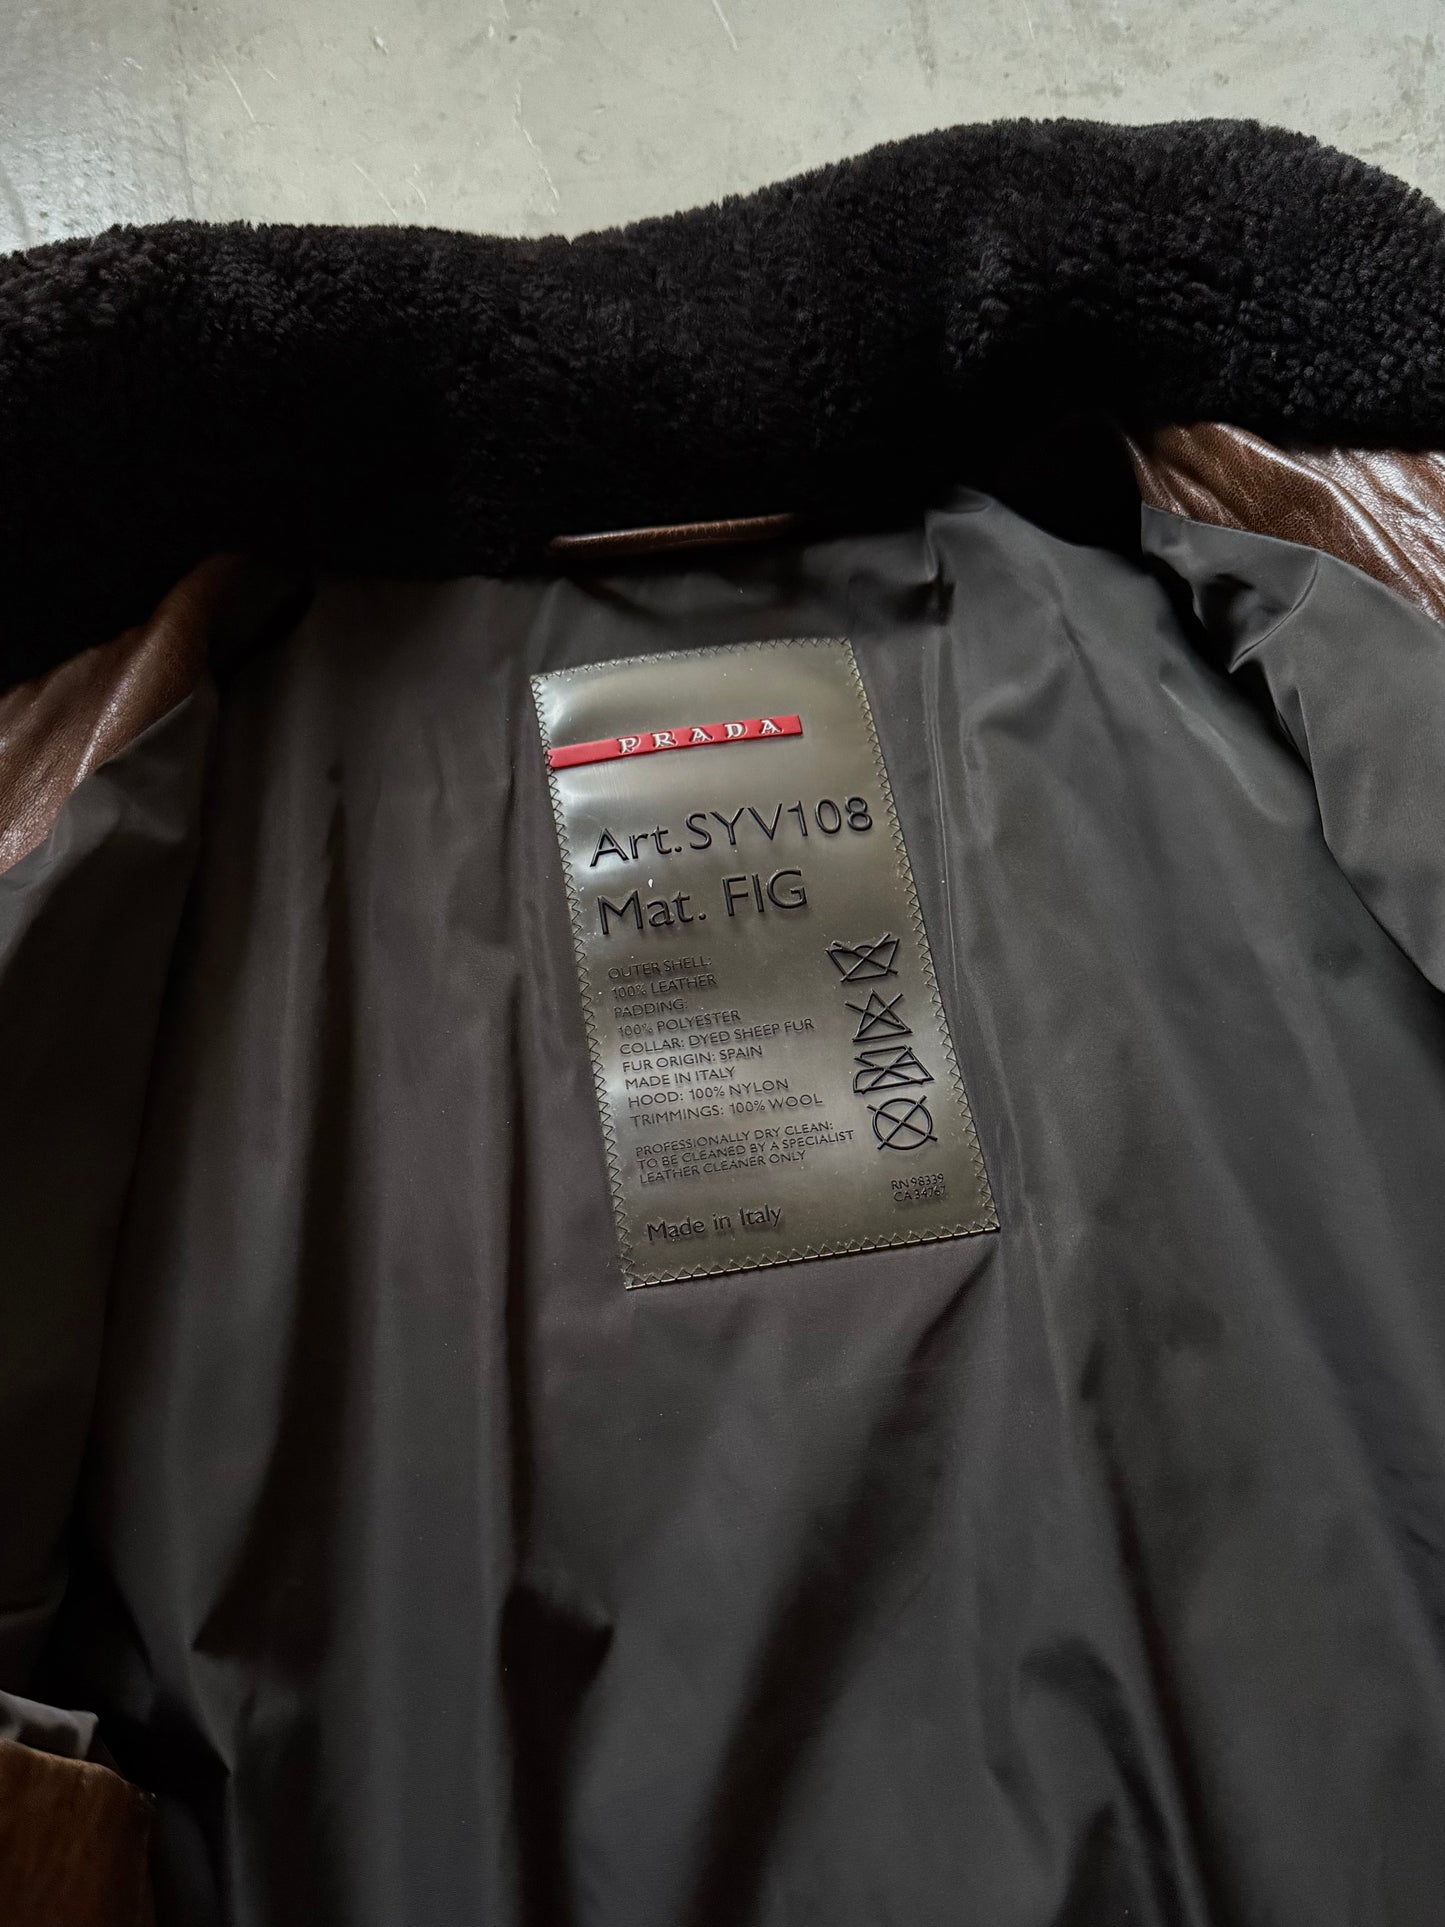 PRADA
Art.SYV108
Mat. FIG
OUTER SHELL:
100% LEATHER
PADDING:
100% POLYESTER
COLLAR: DYED SHEEP FUR
FUR ORIGIN: SPAIN
MADE IN ITALY
HOOD: 100% NYLON
TRIMMINGS: 100% WOOL
PROFESSIONALLY DRY CLEAN:
TO BE CLEANED BY A SPECIALIST
LEATHER CLEANER ONLY
RN 98339
CA 34767
Made in Italy